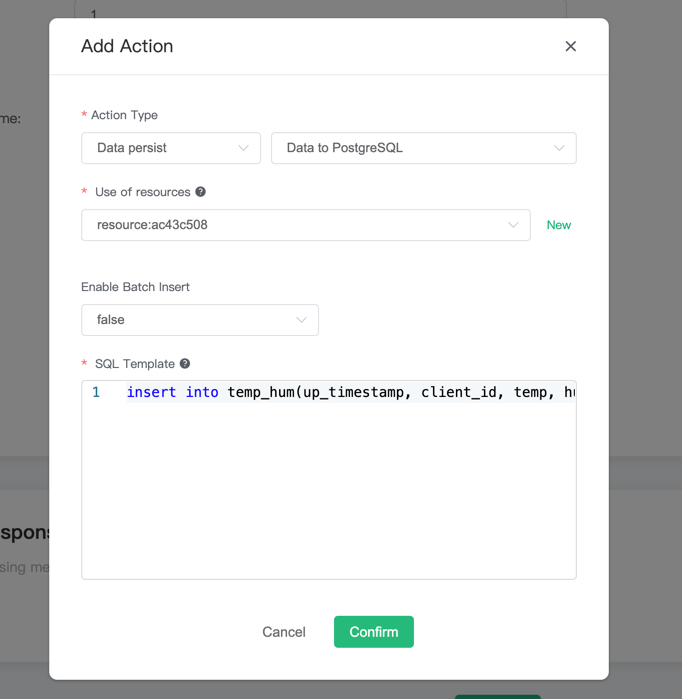 1
Add Action
me:
* Action Type
Data persist
Data to PostgreSQL
* Use of resources ?
resource:ac43c508
New
Enable Batch Insert
false
* SQL Template ?
1 insert into temp_hum(up_timestamp, client_id, temp, hu
spons
sing me
Cancel
Confirm